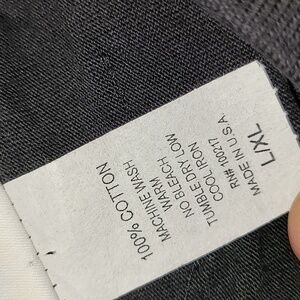 100% COTTON
MACHINE WASH
WARM
NO BLEACH
TUMBLE DRY LOW
COOL IRON
RN# 100217
MADE IN U.S.A
L/XL